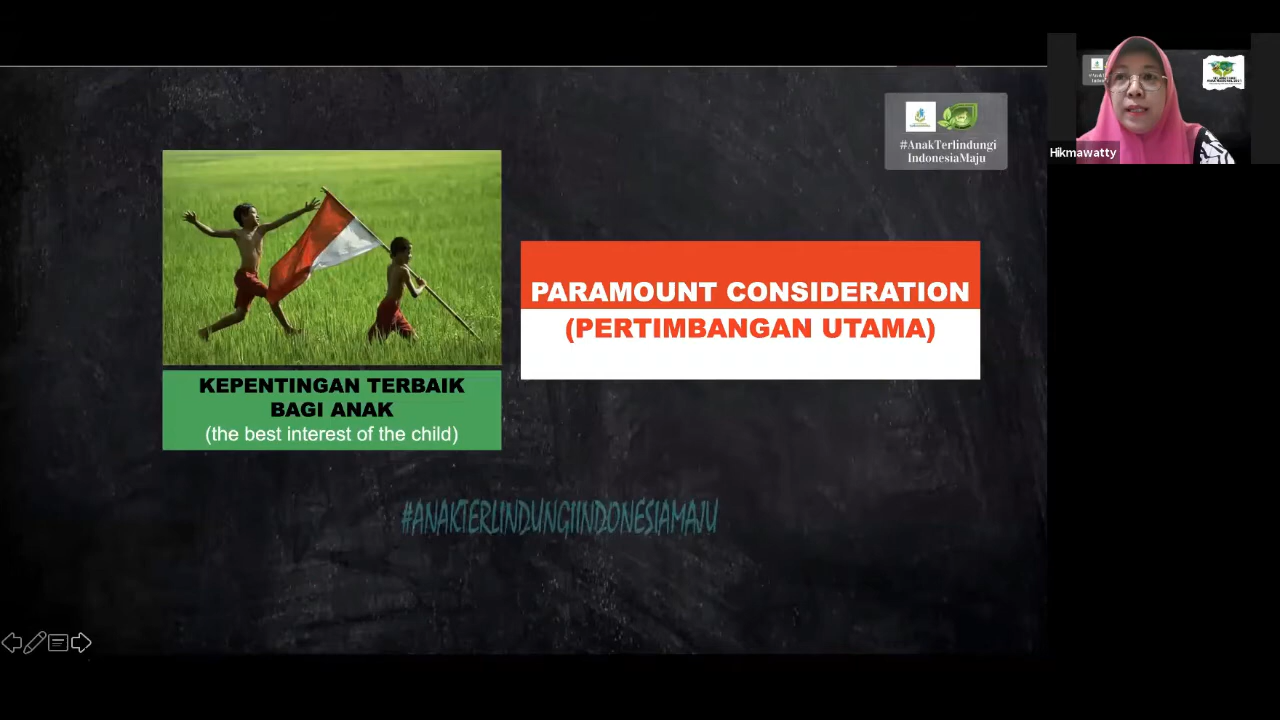 #AnakTerlindungi
IndonesiaMaju
PARAMOUNT CONSIDERATION
(PERTIMBANGAN UTAMA)
KEPENTINGAN TERBAIK
BAGI ANAK
(the best interest of the child)
#ANAKTERLINDUNGIINDONESIAMAJU
Hikmawatty